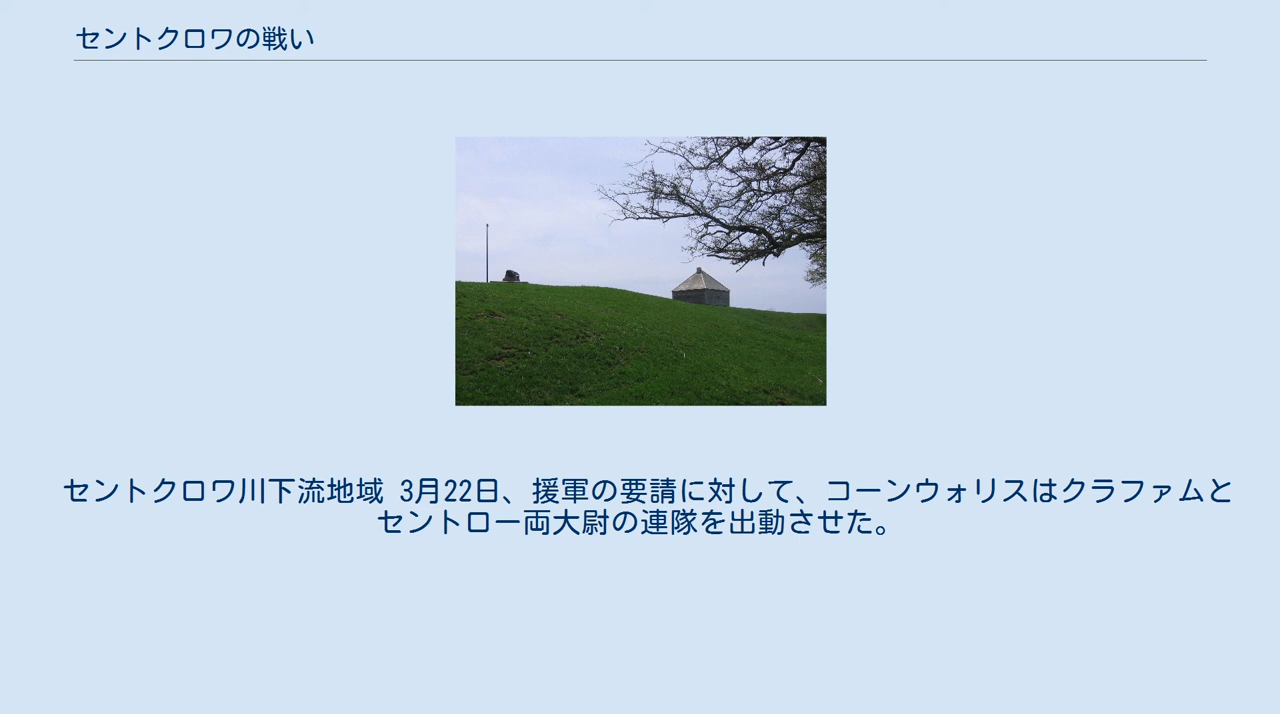 セントクロワの戦い
セントクロワ川下流地域 3月22日、援軍の要請に対して、コーンウォリスはクラファムと
セントロー両大尉の連隊を出動させた。